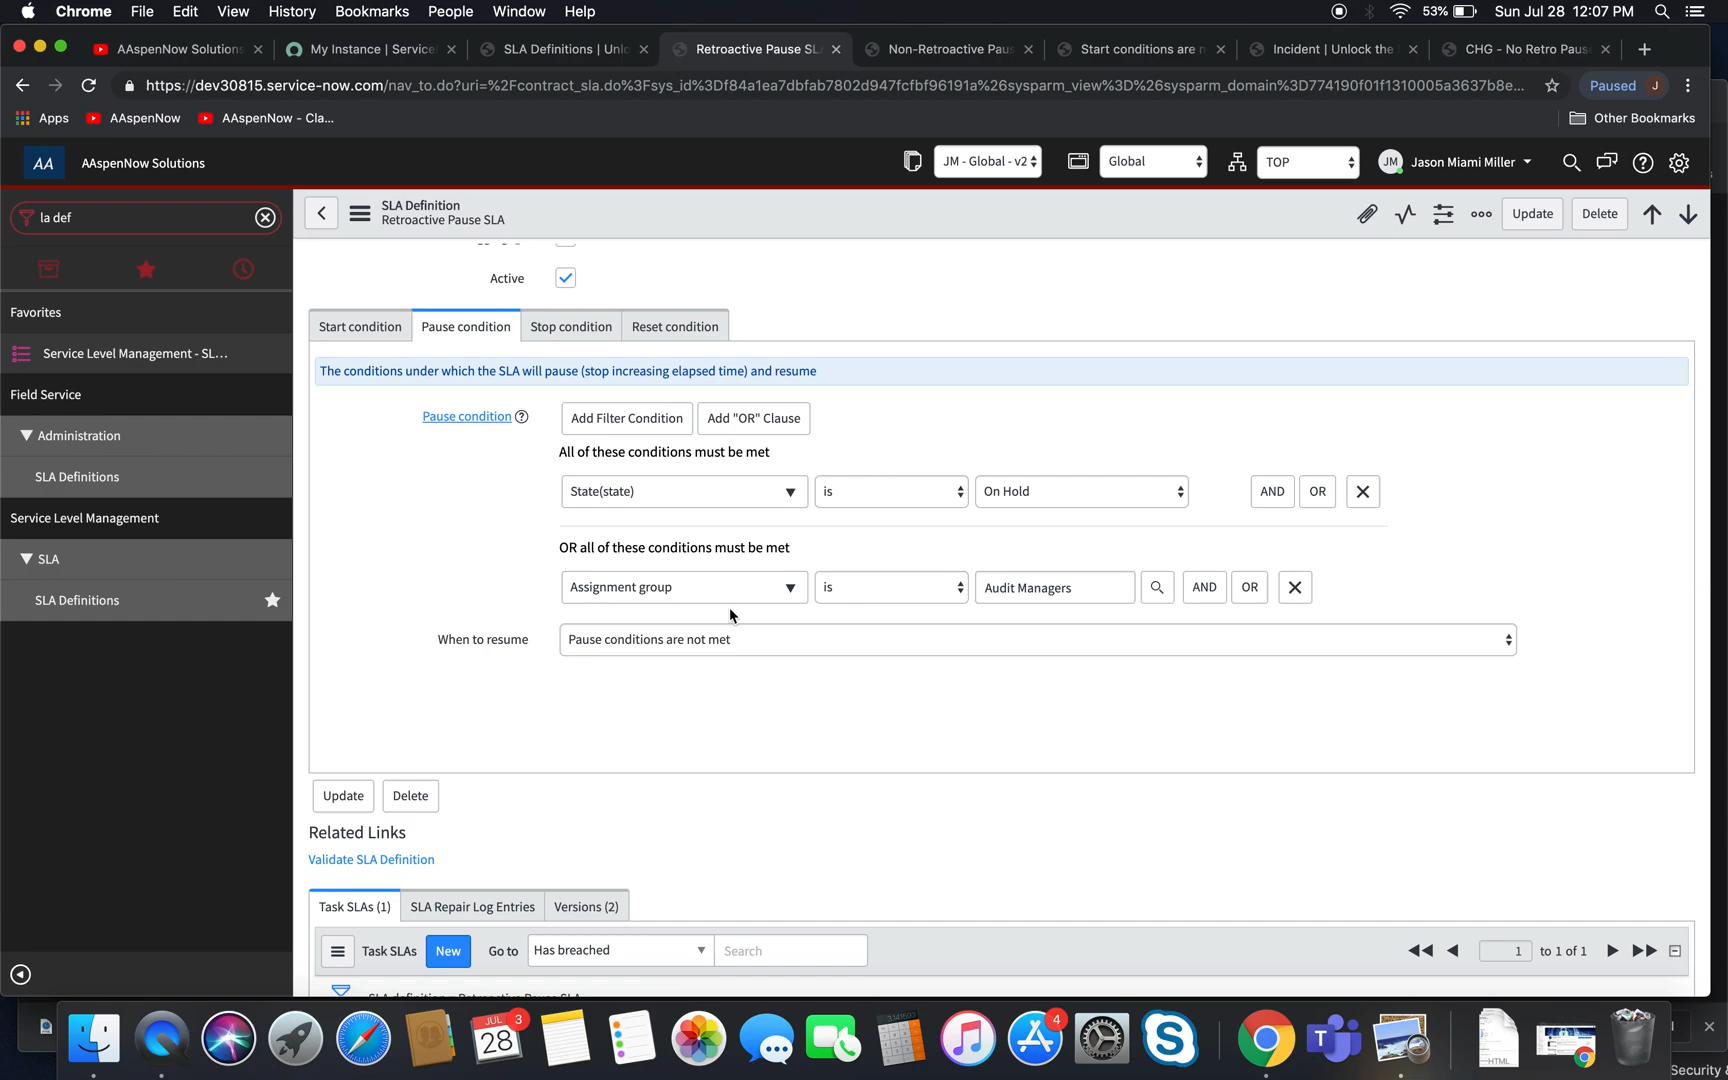 Chrome File Edit View History Bookmarks People Window Help 53% Sun Jul 28 12:07 PM
AAspenNow Solutions My Instance | Service SLA Definitions | Unlo Retroactive Pause SL Non-Retroactive Pau Start conditions are n Incident | Unlock the CHG - No Retro Paus
https://dev30815.service-now.com/nav_to.do?uri=%2Fcontract_sla.do%3Fsys_id%3Df84a1ea7dbfab7802d947fcfbf96191a%26sysparm_view%3D%26sysparm_domain%3D774190f01f1310005a3637b8e... Paused J
Apps AAspenNow AAspenNow - Cla... Other Bookmarks
AA AAspenNow Solutions JM - Global - v2 Global TOP JM Jason Miami Miller
la def
SLA Definition
Retroactive Pause SLA
Update Delete
Favorites
Service Level Management - SL...
Field Service
Administration
SLA Definitions
Service Level Management
SLA
SLA Definitions
Active
Start condition Pause condition Stop condition Reset condition
The conditions under which the SLA will pause (stop increasing elapsed time) and resume
Pause condition Add Filter Condition Add "OR" Clause
All of these conditions must be met
State(state) is On Hold AND OR
OR all of these conditions must be met
Assignment group is Audit Managers AND OR
When to resume Pause conditions are not met
Update Delete
Related Links
Validate SLA Definition
Task SLAs (1) SLA Repair Log Entries Versions (2)
Task SLAs New Go to Has breached Search 1 to 1 of 1
JUL 28 3
4
HTML
Security